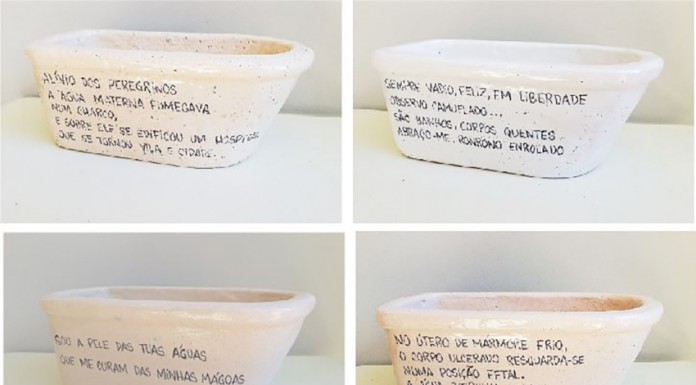 ALÍVIO DOS PEREGRINOS
A ÁGUA MATERNA FUMEGAVA
NUM CHARCO,
E SOBRE ELE SE EDIFICOU UM HOSPITAL
QUE SE TORNOU VILA E CIDADE...
SEMPRE VADIO, FELIZ, EM LIBERDADE
OBSERVO CAMUFLADO...
SÃO BANHOS, CORPOS QUENTES
ABRAÇO-ME, RONRONO ENROLADO
SOU A PELE DAS TUAS ÁGUAS
QUE ME CURAM DAS MINHAS MÁGOAS
NO ÚTERO DE MÁRMORE FRIO,
O CORPO ULCERADO RESGUARDA-SE
NUMA POSIÇÃO FETAL.
A ÁGUA